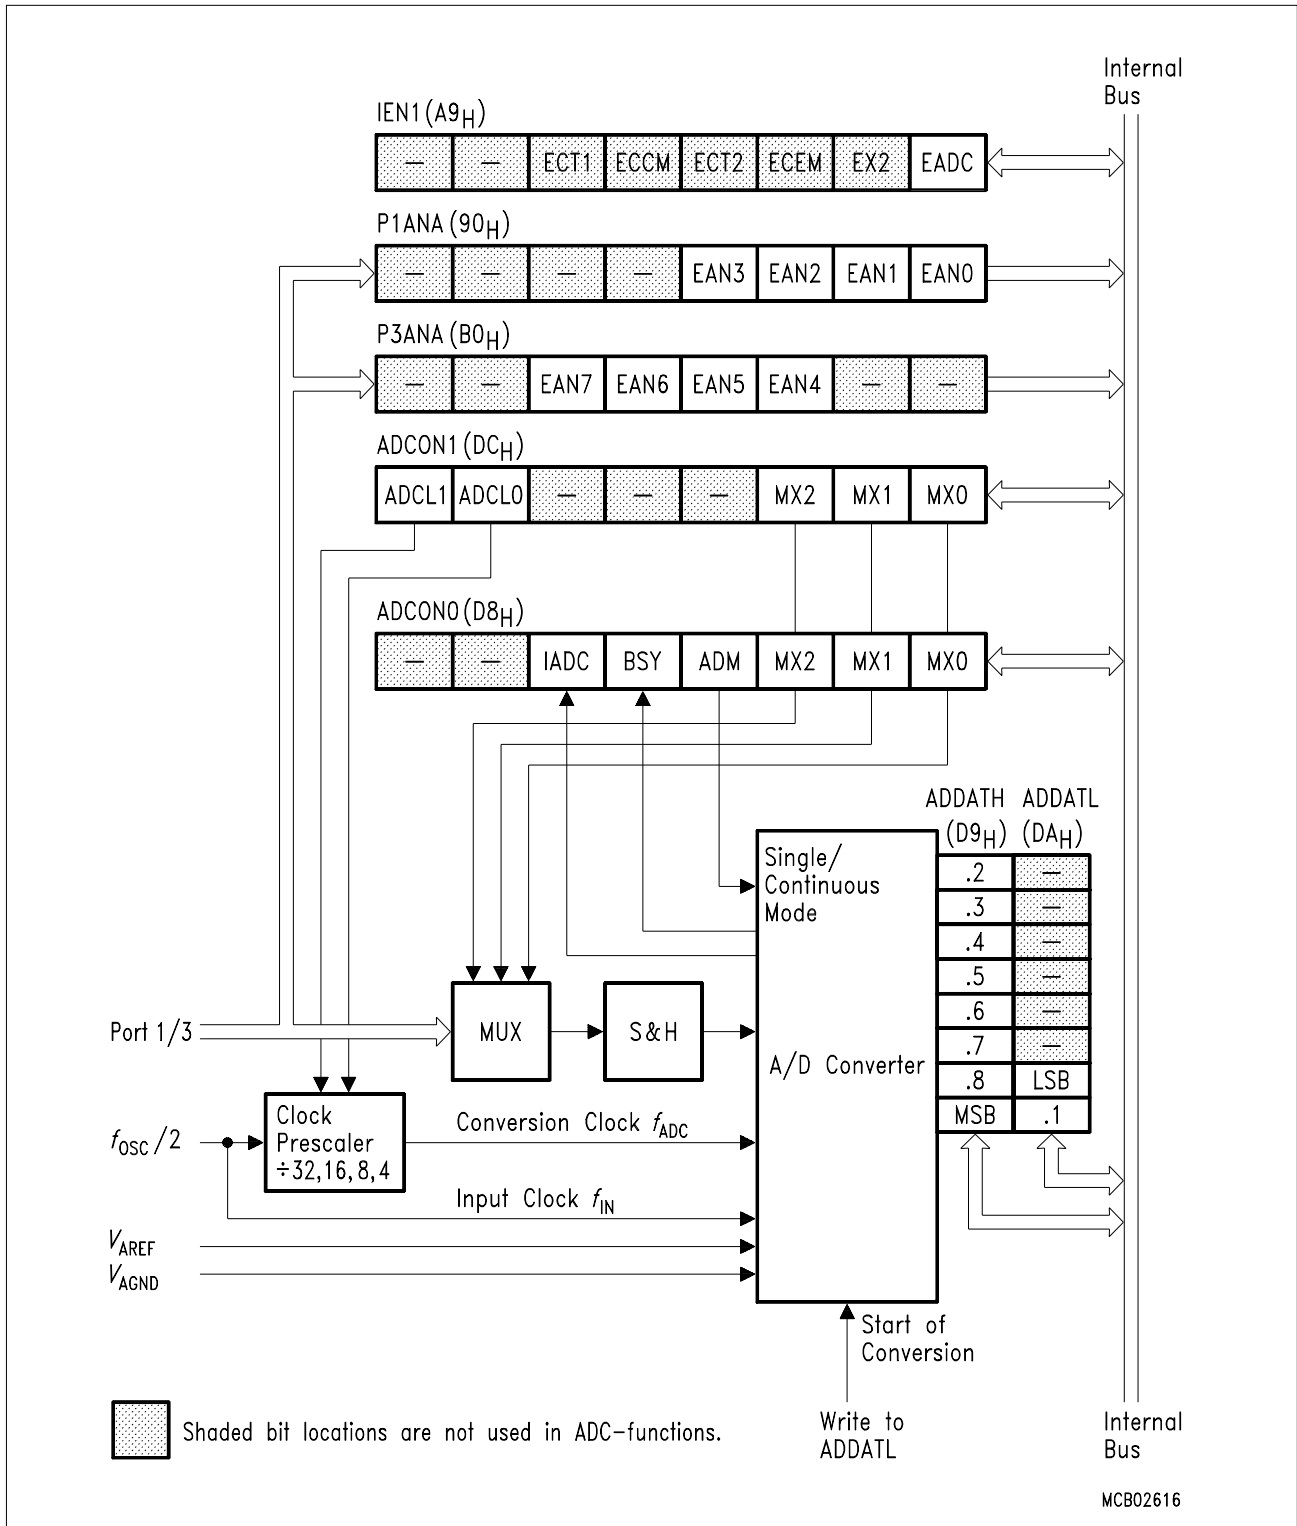 Internal
Bus
IEN1 (A9H)
– – ECT1 ECCM ECT2 ECEM EX2 EADC
P1ANA (90H)
– – – – EAN3 EAN2 EAN1 EAN0
P3ANA (B0H)
– – EAN7 EAN6 EAN5 EAN4 – –
ADCON1 (DCH)
ADCL1 ADCL0 – – – MX2 MX1 MX0
ADCON0 (D8H)
– – IADC BSY ADM MX2 MX1 MX0
ADDATH ADDATL
(D9H) (DAH)
Single/
Continuous
Mode
.2 –
.3 –
.4 –
.5 –
.6 –
.7 –
.8 LSB
MSB .1
Port 1/3
MUX
S&H
A/D Converter
Clock
Prescaler
÷32,16,8,4
fOSC/2
Conversion Clock fADC
Input Clock fIN
VAREF
VAGND
Start of
Conversion
Write to
ADDATL
Shaded bit locations are not used in ADC-functions.
Internal
Bus
MCB02616